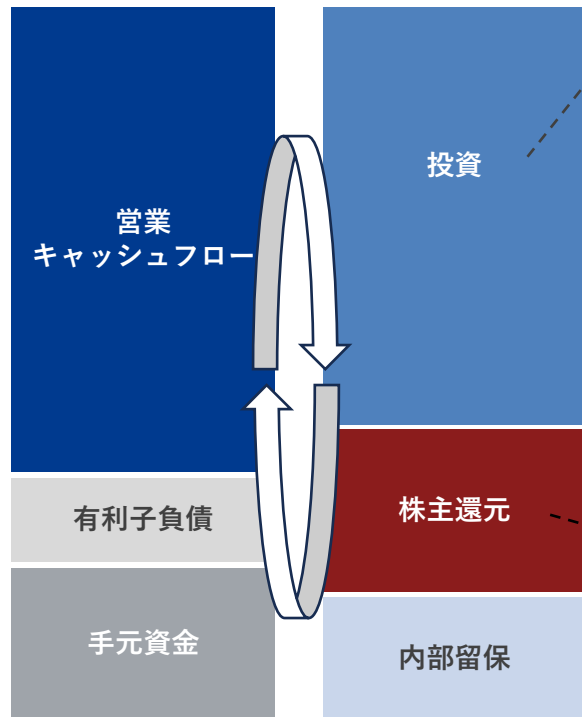 営業
キャッシュフロー
有利子負債
手元資金
投資
株主還元
内部留保